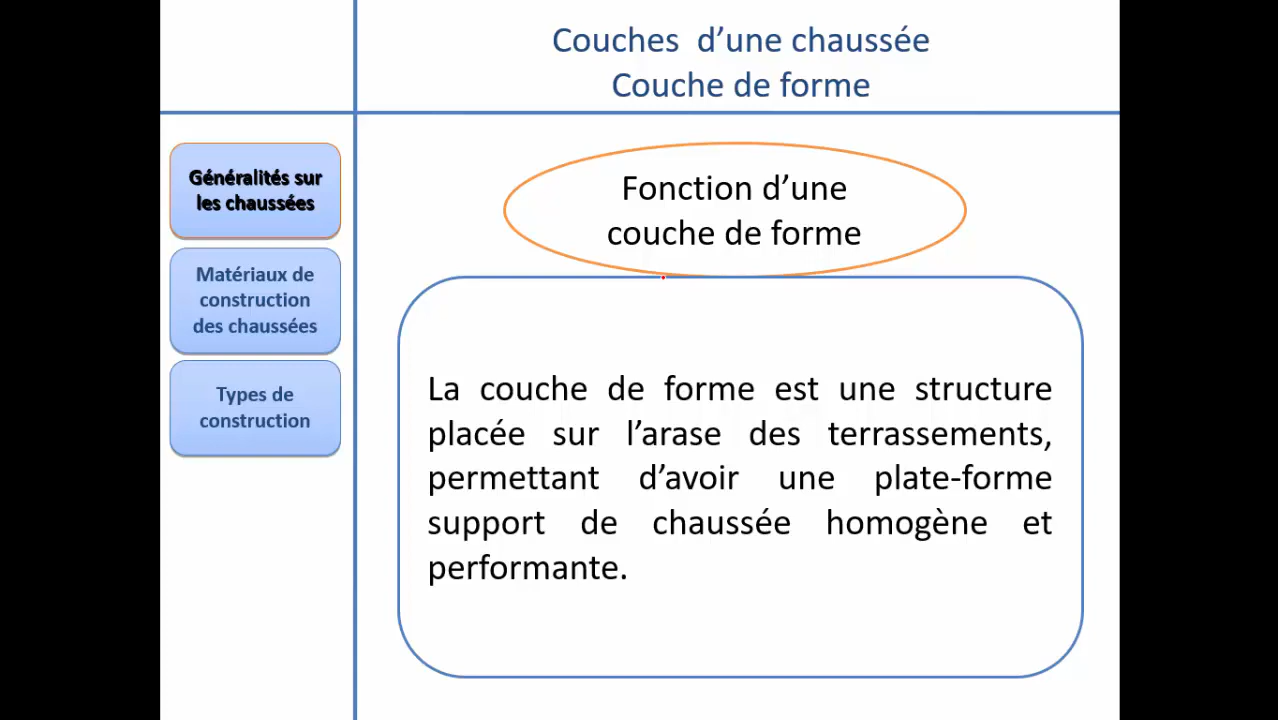 Couches d’une chaussée
Couche de forme
Généralités sur
les chaussées
Matériaux de
construction
des chaussées
Types de
construction
Fonction d’une
couche de forme
La couche de forme est une structure
placée sur l’arase des terrassements,
permettant d’avoir une plate-forme
support de chaussée homogène et
performante.